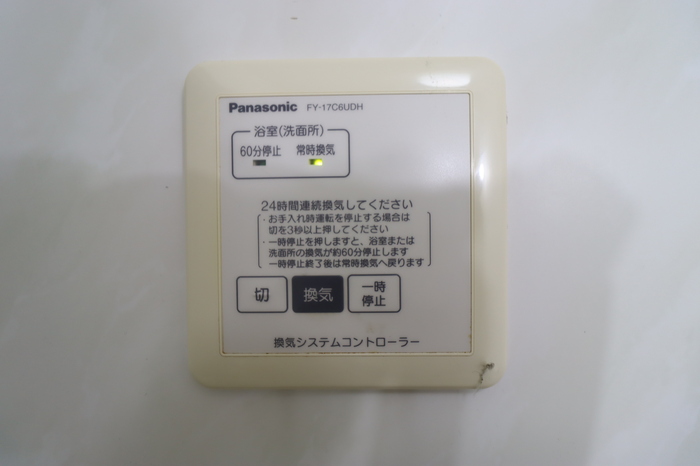 Panasonic FY-17C6UDH
浴室(洗面所)
60分停止 常時換気
24時間連続換気してください
・お手入れ時運転を停止する場合は
切を3秒以上押してください
・一時停止を押しますと、浴室または
洗面所の換気が約60分停止します
一時停止終了後は常時換気へ戻ります
切 換気 一時
停止
換気システムコントローラー